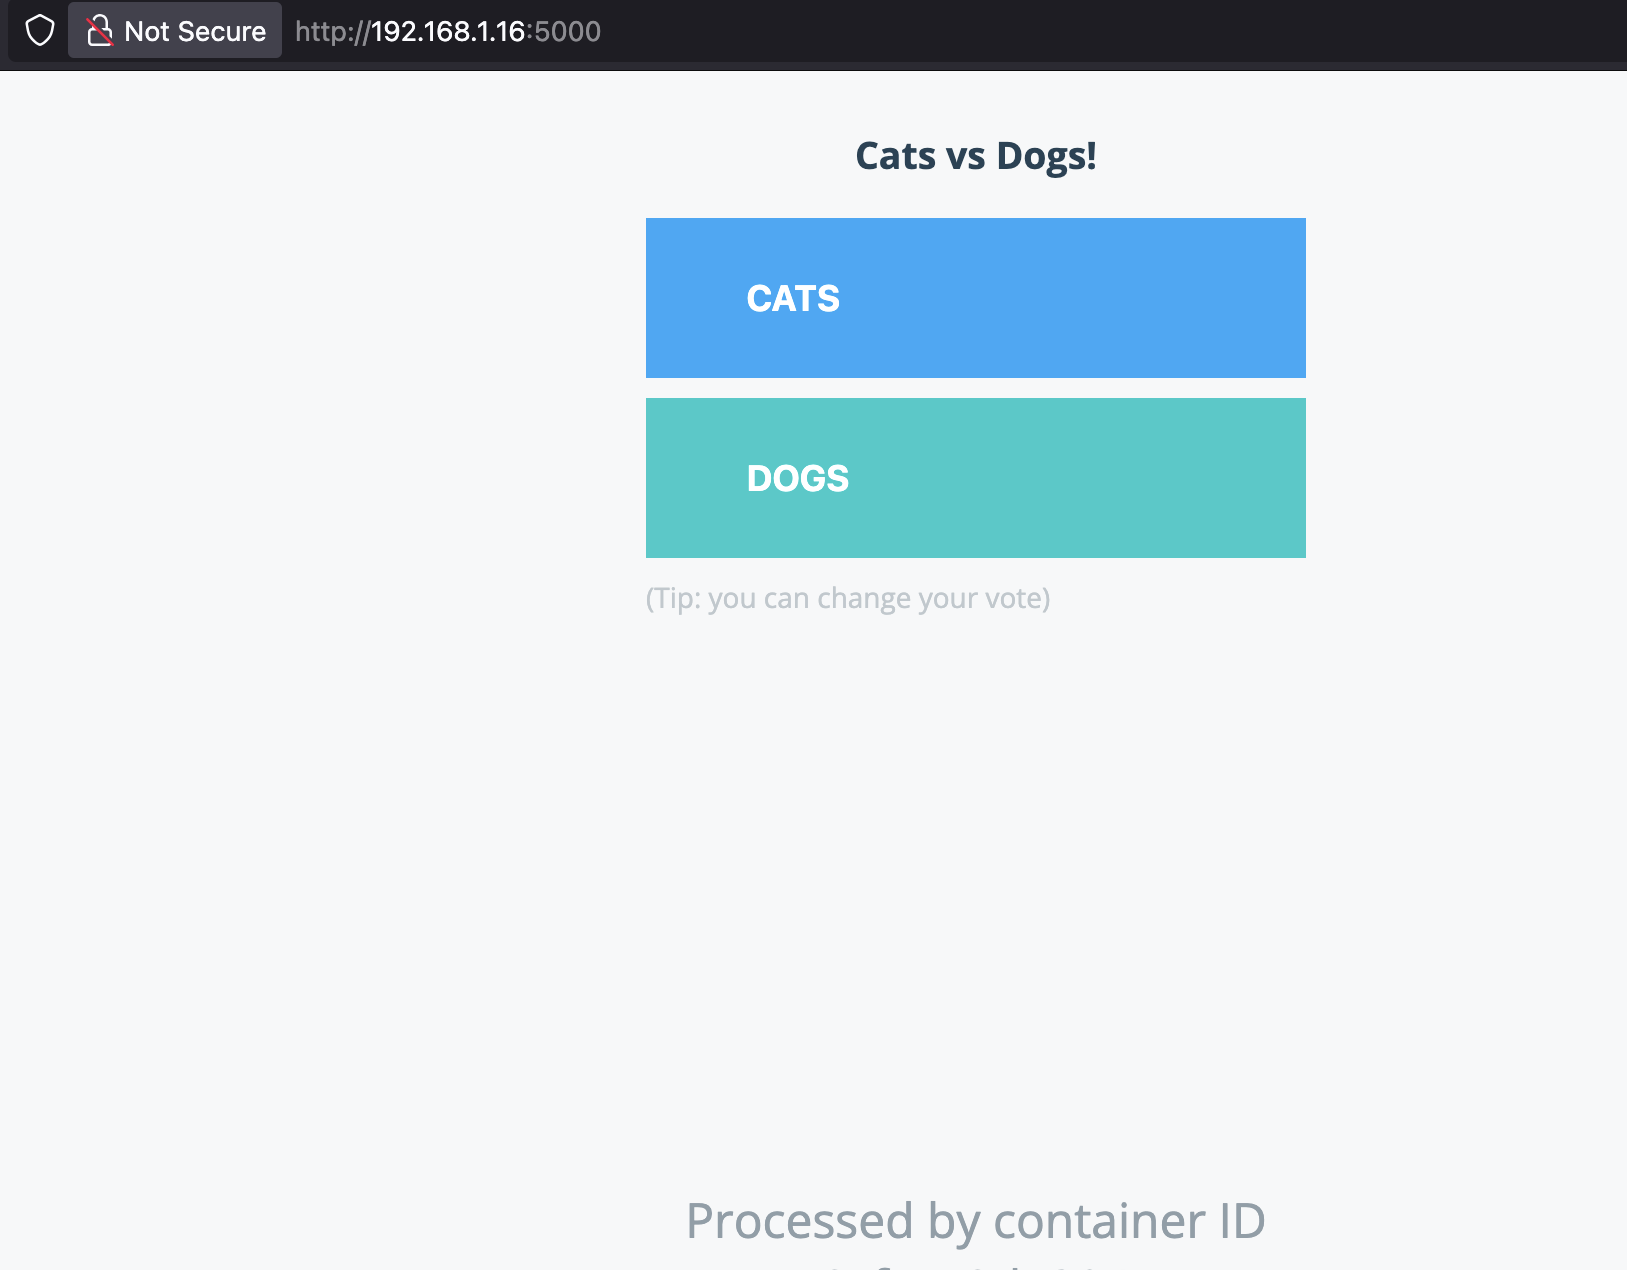 Not Secure http://192.168.1.16:5000
Cats vs Dogs!
CATS
DOGS
(Tip: you can change your vote)
Processed by container ID